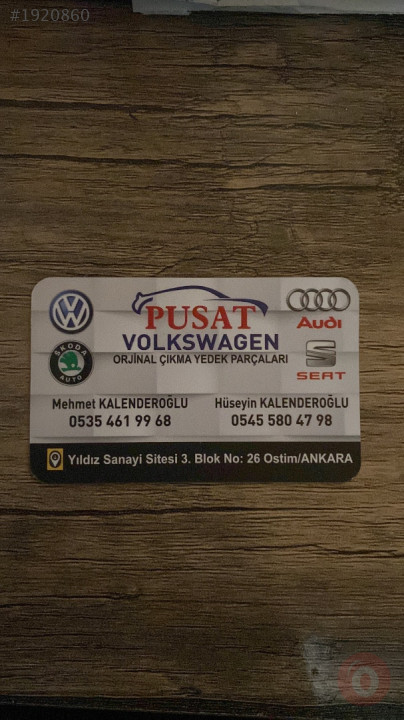 #1920860
PUSAT
VOLKSWAGEN
ORJİNAL ÇIKMA YEDEK PARÇALARI
ŠKODA
AUTO
Audi
SEAT
Mehmet KALENDEROĞLU
0535 461 99 68
Hüseyin KALENDEROĞLU
0545 580 47 98
Yıldız Sanayi Sitesi 3. Blok No: 26 Ostim/ANKARA